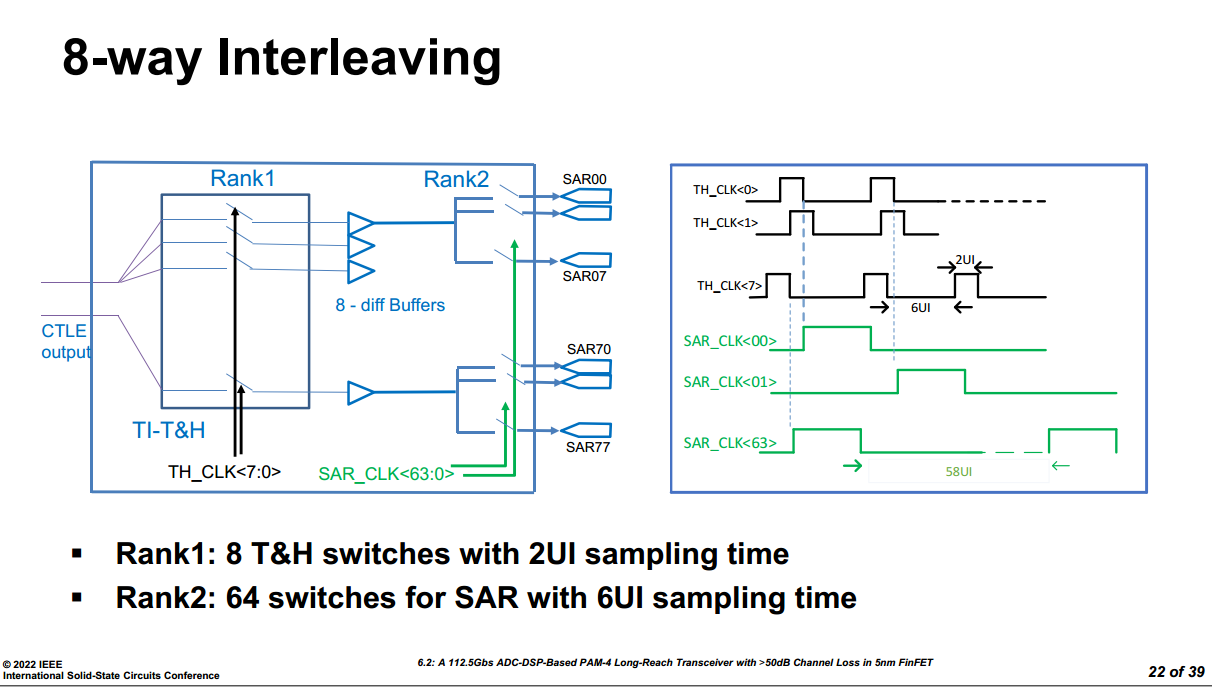 8-way Interleaving
Rank1
Rank2
SAR00
SAR07
8 - diff Buffers
CTLE
output
SAR70
TI-T&H
SAR77
TH_CLK<7:0>
SAR_CLK<63:0>
TH_CLK<0>
TH_CLK<1>
2UI
TH_CLK<7>
6UI
SAR_CLK<00>
SAR_CLK<01>
SAR_CLK<63>
58UI
▪ Rank1: 8 T&H switches with 2UI sampling time
▪ Rank2: 64 switches for SAR with 6UI sampling time
© 2022 IEEE
International Solid-State Circuits Conference
6.2: A 112.5Gbs ADC-DSP-Based PAM-4 Long-Reach Transceiver with >50dB Channel Loss in 5nm FinFET
22 of 39